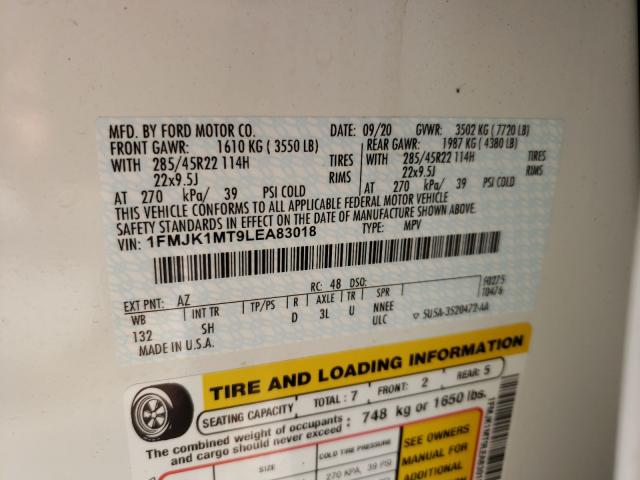 MFD. BY FORD MOTOR CO. DATE: 09/20 GVWR: 3502 KG ( 7720 LB)
FRONT GAWR: 1610 KG ( 3550 LB) REAR GAWR: 1987 KG ( 4380 LB)
WITH 285/45R22 114H TIRES WITH 285/45R22 114H TIRES
22x9.5J RIMS 22x9.5J RIMS
AT 270 kPa/ 39 PSI COLD AT 270 kPa/ 39 PSI COLD
THIS VEHICLE CONFORMS TO ALL APPLICABLE FEDERAL MOTOR VEHICLE
SAFETY STANDARDS IN EFFECT ON THE DATE OF MANUFACTURE SHOWN ABOVE.
VIN: 1FMJK1MT9LEA83018 TYPE: MPV
EXT PNT: AZ RC: 48 DSO:
WB INT TR TP/PS R AXLE TR SPR
132 SH D 3L U NNEE
ULC
MADE IN U.S.A.
TIRE AND LOADING INFORMATION
SEATING CAPACITY TOTAL: 7 FRONT: 2 REAR: 5
The combined weight of occupants and cargo should never exceed: 748 kg or 1650 lbs.
SIZE COLD TIRE PRESSURE
270 KPA, 39 PSI
SEE OWNERS
MANUAL FOR
ADDITIONAL